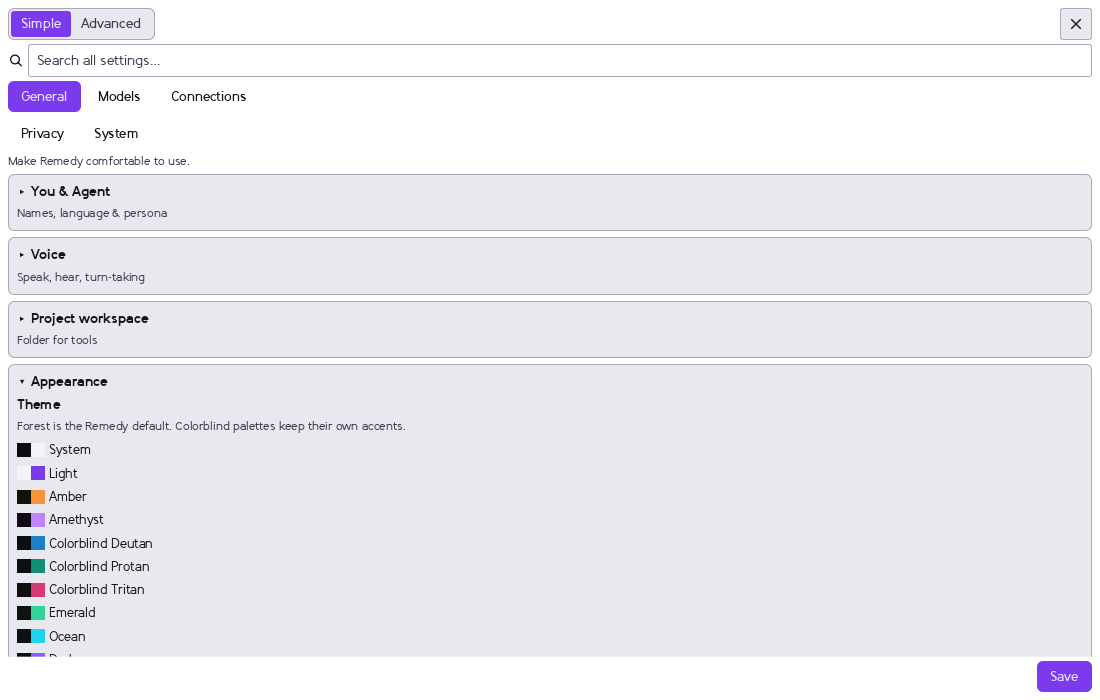 Simple Advanced
Search all settings...
General Models Connections
Privacy System
Make Remedy comfortable to use.
You & Agent
Names, language & persona
Voice
Speak, hear, turn-taking
Project workspace
Folder for tools
Appearance
Theme
Forest is the Remedy default. Colorblind palettes keep their own accents.
System
Light
Amber
Amethyst
Colorblind Deutan
Colorblind Protan
Colorblind Tritan
Emerald
Ocean
Save